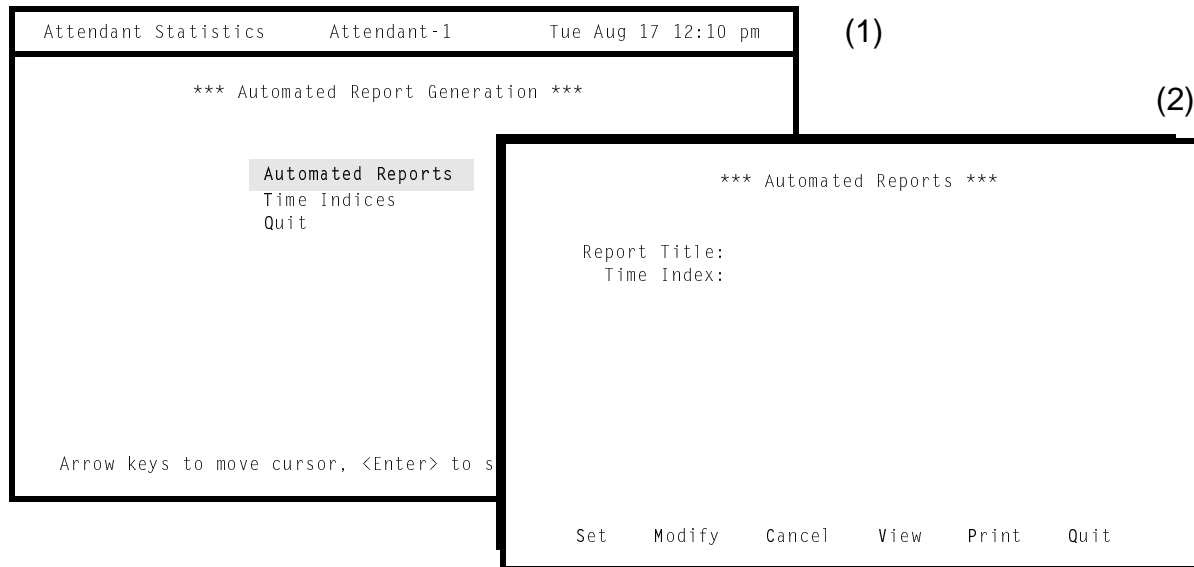 Attendant Statistics Attendant-1 Tue Aug 17 12:10 pm
(1)
*** Automated Report Generation ***
Automated Reports
Time Indices
Quit
Arrow keys to move cursor, <Enter> to s
(2)
*** Automated Reports ***
Report Title:
Time Index:
Set Modify Cancel View Print Quit